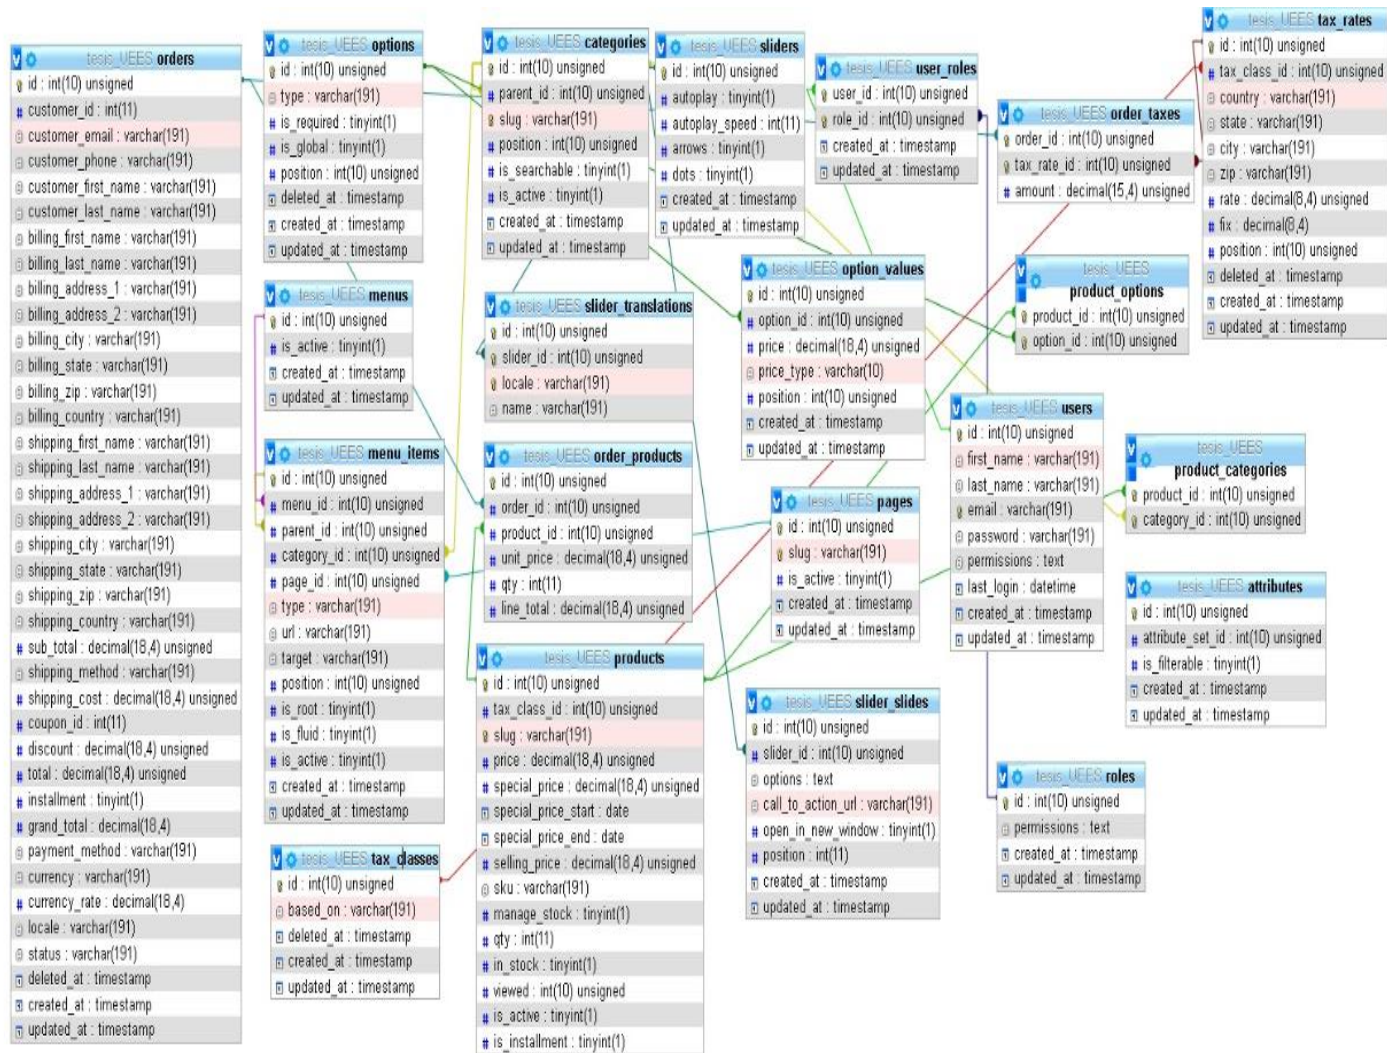 tesis_UEES orders
id : int(10) unsigned
customer_id : int(11)
customer_email : varchar(191)
customer_phone : varchar(191)
customer_first_name : varchar(191)
customer_last_name : varchar(191)
billing_first_name : varchar(191)
billing_last_name : varchar(191)
billing_address_1 : varchar(191)
billing_address_2 : varchar(191)
billing_city : varchar(191)
billing_state : varchar(191)
billing_zip : varchar(191)
billing_country : varchar(191)
shipping_first_name : varchar(191)
shipping_last_name : varchar(191)
shipping_address_1 : varchar(191)
shipping_address_2 : varchar(191)
shipping_city : varchar(191)
shipping_state : varchar(191)
shipping_zip : varchar(191)
shipping_country : varchar(191)
sub_total : decimal(18,4) unsigned
shipping_method : varchar(191)
shipping_cost : decimal(18,4) unsigned
coupon_id : int(11)
discount : decimal(18,4) unsigned
total : decimal(18,4) unsigned
installment : tinyint(1)
grand_total : decimal(18,4)
payment_method : varchar(191)
currency : varchar(191)
currency_rate : decimal(18,4)
locale : varchar(191)
status : varchar(191)
deleted_at : timestamp
created_at : timestamp
updated_at : timestamp
tesis_UEES options
id : int(10) unsigned
type : varchar(191)
is_required : tinyint(1)
is_global : tinyint(1)
position : int(10) unsigned
deleted_at : timestamp
created_at : timestamp
updated_at : timestamp
tesis_UEES menus
id : int(10) unsigned
is_active : tinyint(1)
created_at : timestamp
updated_at : timestamp
tesis_UEES menu_items
id : int(10) unsigned
menu_id : int(10) unsigned
parent_id : int(10) unsigned
category_id : int(10) unsigned
page_id : int(10) unsigned
type : varchar(191)
url : varchar(191)
target : varchar(191)
position : int(10) unsigned
is_root : tinyint(1)
is_fluid : tinyint(1)
is_active : tinyint(1)
created_at : timestamp
updated_at : timestamp
tesis_UEES tax_classes
id : int(10) unsigned
based_on : varchar(191)
deleted_at : timestamp
created_at : timestamp
updated_at : timestamp
tesis_UEES categories
id : int(10) unsigned
parent_id : int(10) unsigned
slug : varchar(191)
position : int(10) unsigned
is_searchable : tinyint(1)
is_active : tinyint(1)
created_at : timestamp
updated_at : timestamp
tesis_UEES slider_translations
id : int(10) unsigned
slider_id : int(10) unsigned
locale : varchar(191)
name : varchar(191)
tesis_UEES order_products
id : int(10) unsigned
order_id : int(10) unsigned
product_id : int(10) unsigned
unit_price : decimal(18,4) unsigned
qty : int(11)
line_total : decimal(18,4) unsigned
tesis_UEES products
id : int(10) unsigned
tax_class_id : int(10) unsigned
slug : varchar(191)
price : decimal(18,4) unsigned
special_price : decimal(18,4) unsigned
special_price_start : date
special_price_end : date
selling_price : decimal(18,4) unsigned
sku : varchar(191)
manage_stock : tinyint(1)
qty : int(11)
in_stock : tinyint(1)
viewed : int(10) unsigned
is_active : tinyint(1)
is_installment : tinyint(1)
tesis_UEES sliders
id : int(10) unsigned
autoplay : tinyint(1)
autoplay_speed : int(11)
arrows : tinyint(1)
dots : tinyint(1)
created_at : timestamp
updated_at : timestamp
tesis_UEES user_roles
user_id : int(10) unsigned
role_id : int(10) unsigned
created_at : timestamp
updated_at : timestamp
tesis_UEES option_values
id : int(10) unsigned
option_id : int(10) unsigned
price : decimal(18,4) unsigned
price_type : varchar(10)
position : int(10) unsigned
created_at : timestamp
updated_at : timestamp
tesis_UEES pages
id : int(10) unsigned
slug : varchar(191)
is_active : tinyint(1)
created_at : timestamp
updated_at : timestamp
tesis_UEES slider_slides
id : int(10) unsigned
slider_id : int(10) unsigned
options : text
call_to_action_url : varchar(191)
open_in_new_window : tinyint(1)
position : int(11)
created_at : timestamp
updated_at : timestamp
tesis_UEES order_taxes
order_id : int(10) unsigned
tax_rate_id : int(10) unsigned
amount : decimal(15,4) unsigned
tesis_UEES
product_options
product_id : int(10) unsigned
option_id : int(10) unsigned
tesis_UEES users
id : int(10) unsigned
first_name : varchar(191)
last_name : varchar(191)
email : varchar(191)
password : varchar(191)
permissions : text
last_login : datetime
created_at : timestamp
updated_at : timestamp
tesis_UEES roles
id : int(10) unsigned
permissions : text
created_at : timestamp
updated_at : timestamp
tesis_UEES tax_rates
id : int(10) unsigned
tax_class_id : int(10) unsigned
country : varchar(191)
state : varchar(191)
city : varchar(191)
zip : varchar(191)
rate : decimal(8,4) unsigned
fix : decimal(8,4)
position : int(10) unsigned
deleted_at : timestamp
created_at : timestamp
updated_at : timestamp
tesis_UEES
product_categories
product_id : int(10) unsigned
category_id : int(10) unsigned
tesis_UEES attributes
id : int(10) unsigned
attribute_set_id : int(10) unsigned
is_filterable : tinyint(1)
created_at : timestamp
updated_at : timestamp